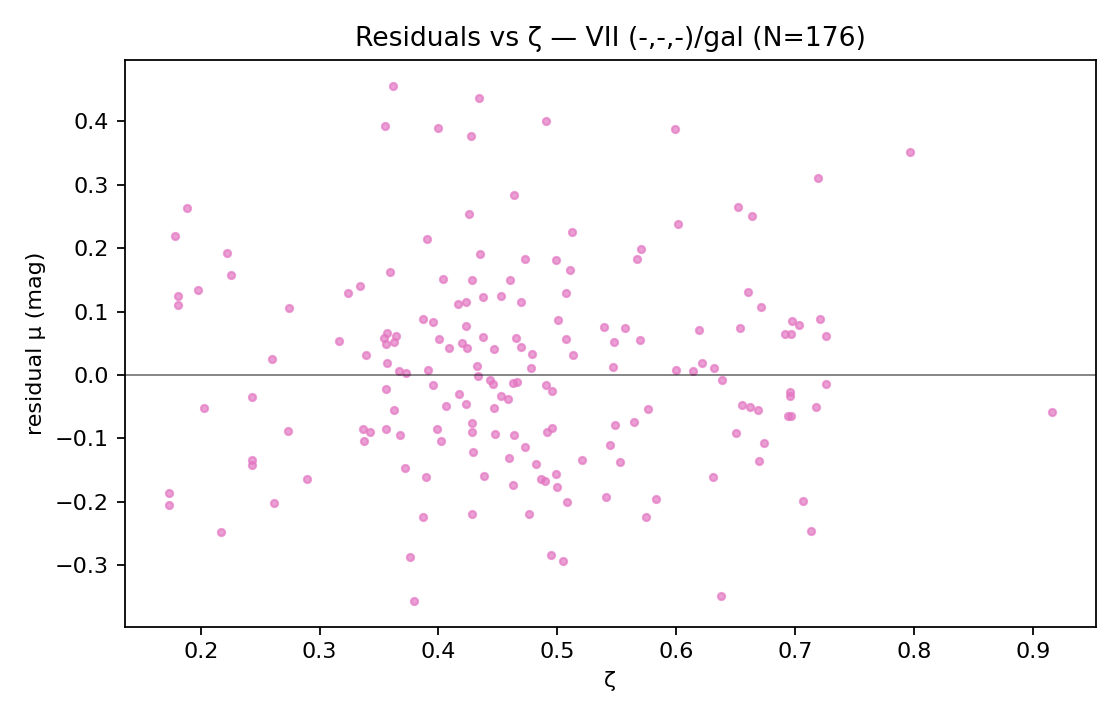 Residuals vs ζ — VII (-,-,-)/gal (N=176)
residual μ (mag)
0.4
0.3
0.2
0.1
0.0
−0.1
−0.2
−0.3
0.2 0.3 0.4 0.5 0.6 0.7 0.8 0.9
ζ